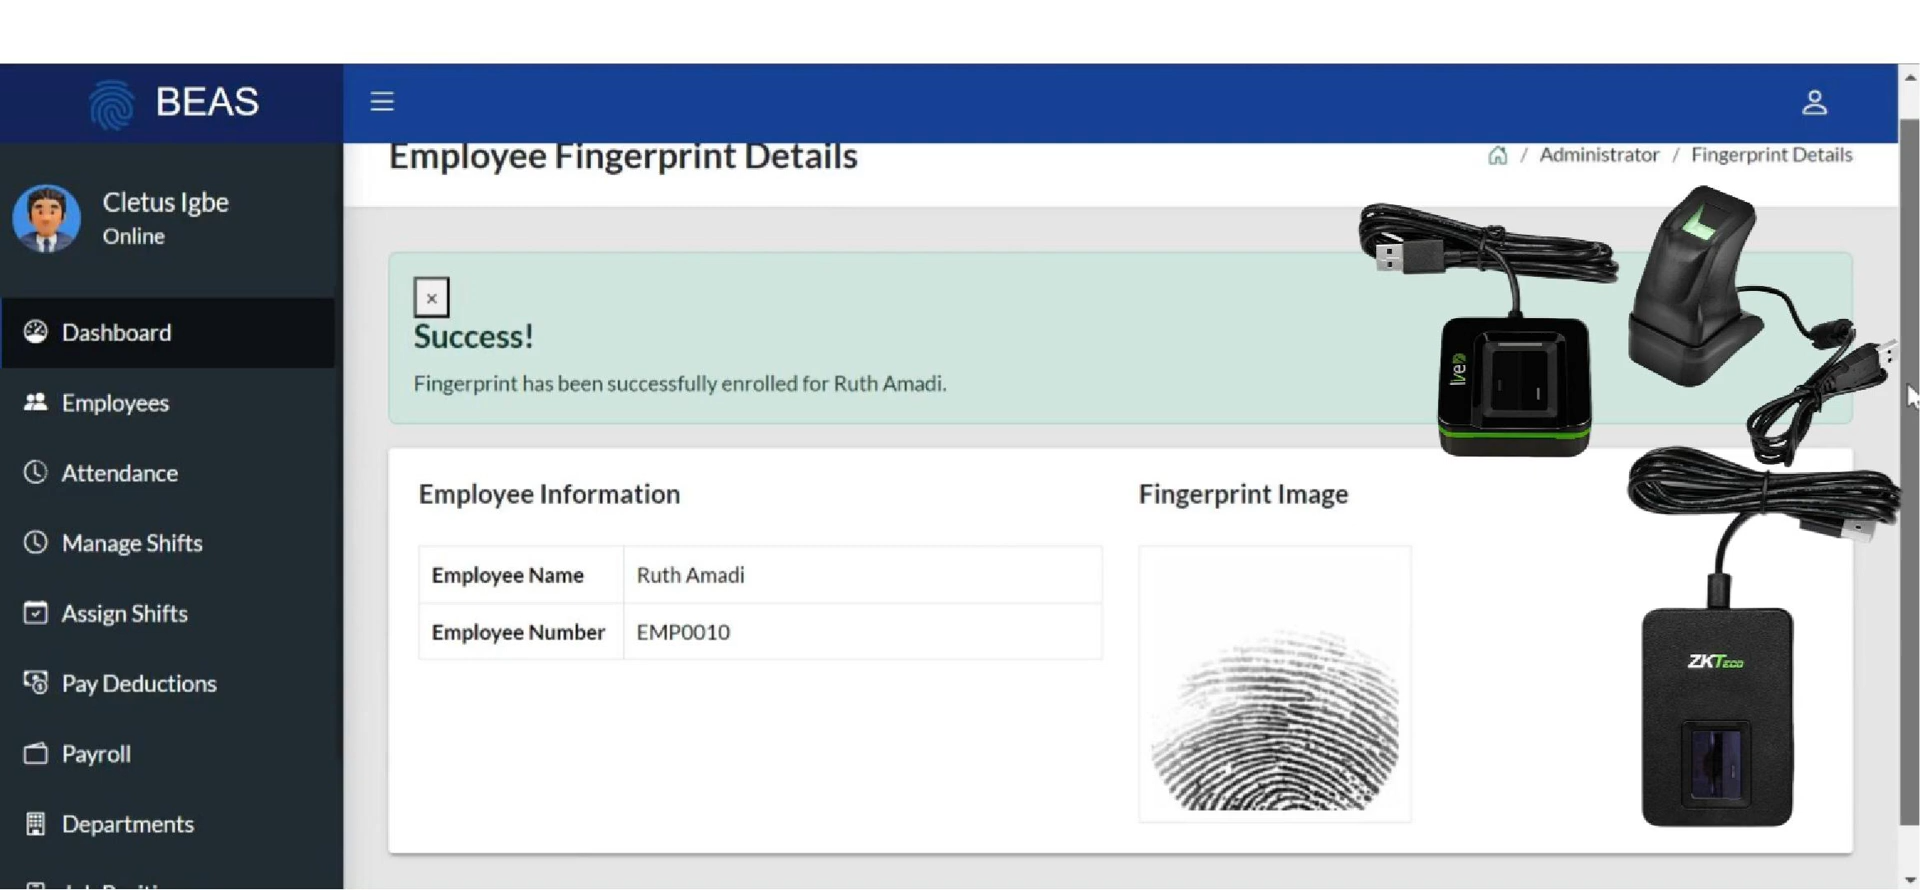 BEAS
Employee Fingerprint Details
/ Administrator / Fingerprint Details
Cletus Igbe
Online
Dashboard
Employees
Attendance
Manage Shifts
Assign Shifts
Pay Deductions
Payroll
Departments
×
Success!
Fingerprint has been successfully enrolled for Ruth Amadi.
Employee Information
Employee Name Ruth Amadi
Employee Number EMP0010
Fingerprint Image
ZKTeco